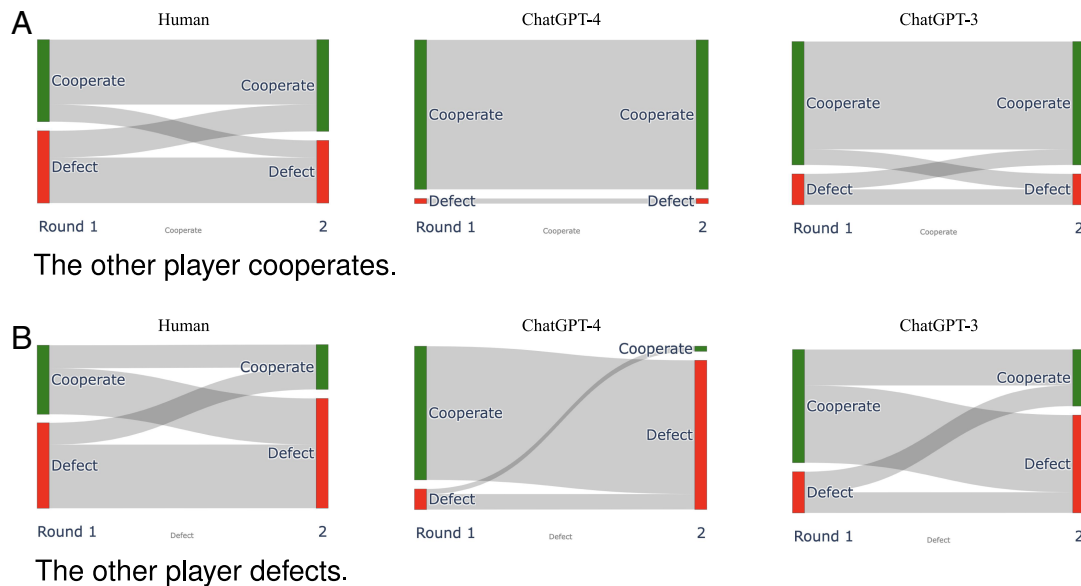 A
Human
ChatGPT-4
ChatGPT-3
Cooperate
Cooperate
Defect
Defect
Round 1
Cooperate
2
Cooperate
Cooperate
Defect
Defect
Round 1
Cooperate
2
Cooperate
Cooperate
Defect
Defect
Round 1
Cooperate
2
The other player cooperates.
B
Human
ChatGPT-4
ChatGPT-3
Cooperate
Cooperate
Defect
Defect
Round 1
Defect
2
Cooperate
Cooperate
Defect
Defect
Round 1
Defect
2
Cooperate
Cooperate
Defect
Defect
Round 1
Defect
2
The other player defects.